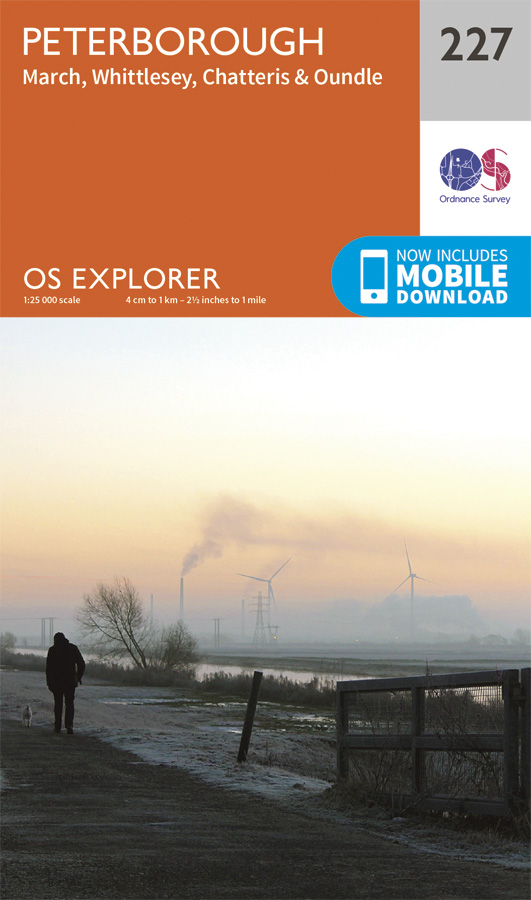 PETERBOROUGH
March, Whittlesey, Chatteris & Oundle
227
Ordnance Survey
OS EXPLORER
1:25 000 scale 4 cm to 1 km – 2½ inches to 1 mile
NOW INCLUDES
MOBILE
DOWNLOAD